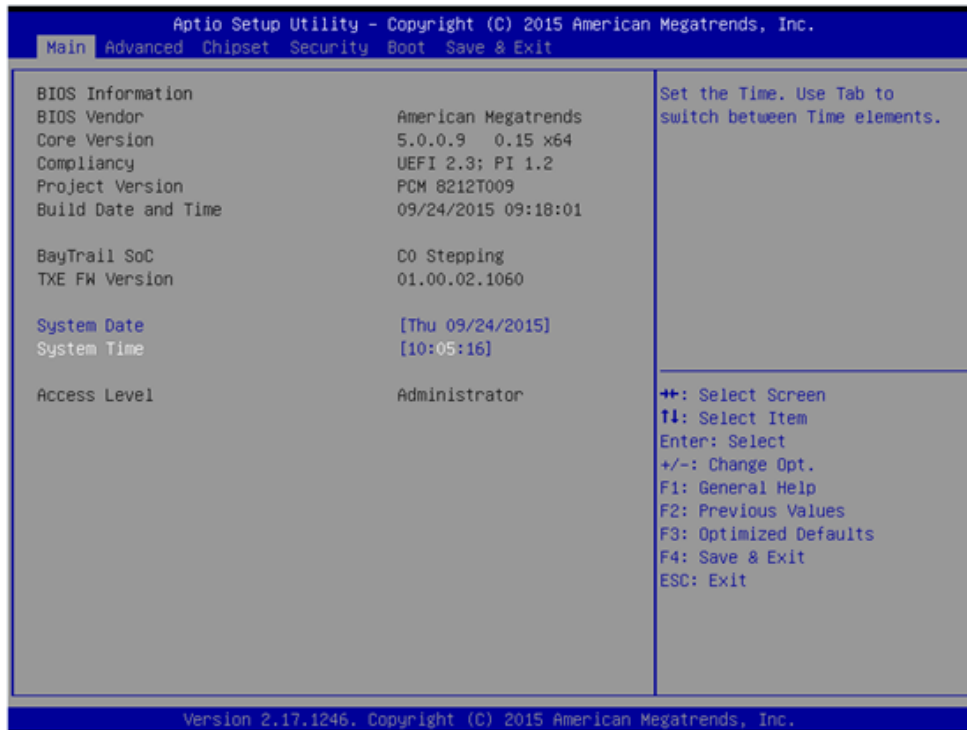 Aptio Setup Utility – Copyright (C) 2015 American Megatrends, Inc.
Main Advanced Chipset Security Boot Save & Exit
BIOS Information
BIOS Vendor American Megatrends
Core Version 5.0.0.9 0.15 x64
Compliancy UEFI 2.3; PI 1.2
Project Version PCM 8212T009
Build Date and Time 09/24/2015 09:18:01
BayTrail SoC C0 Stepping
TXE FW Version 01.00.02.1060
System Date [Thu 09/24/2015]
System Time [10:05:16]
Access Level Administrator
Set the Time. Use Tab to
switch between Time elements.
→←: Select Screen
↑↓: Select Item
Enter: Select
+/-: Change Opt.
F1: General Help
F2: Previous Values
F3: Optimized Defaults
F4: Save & Exit
ESC: Exit
Version 2.17.1246. Copyright (C) 2015 American Megatrends, Inc.